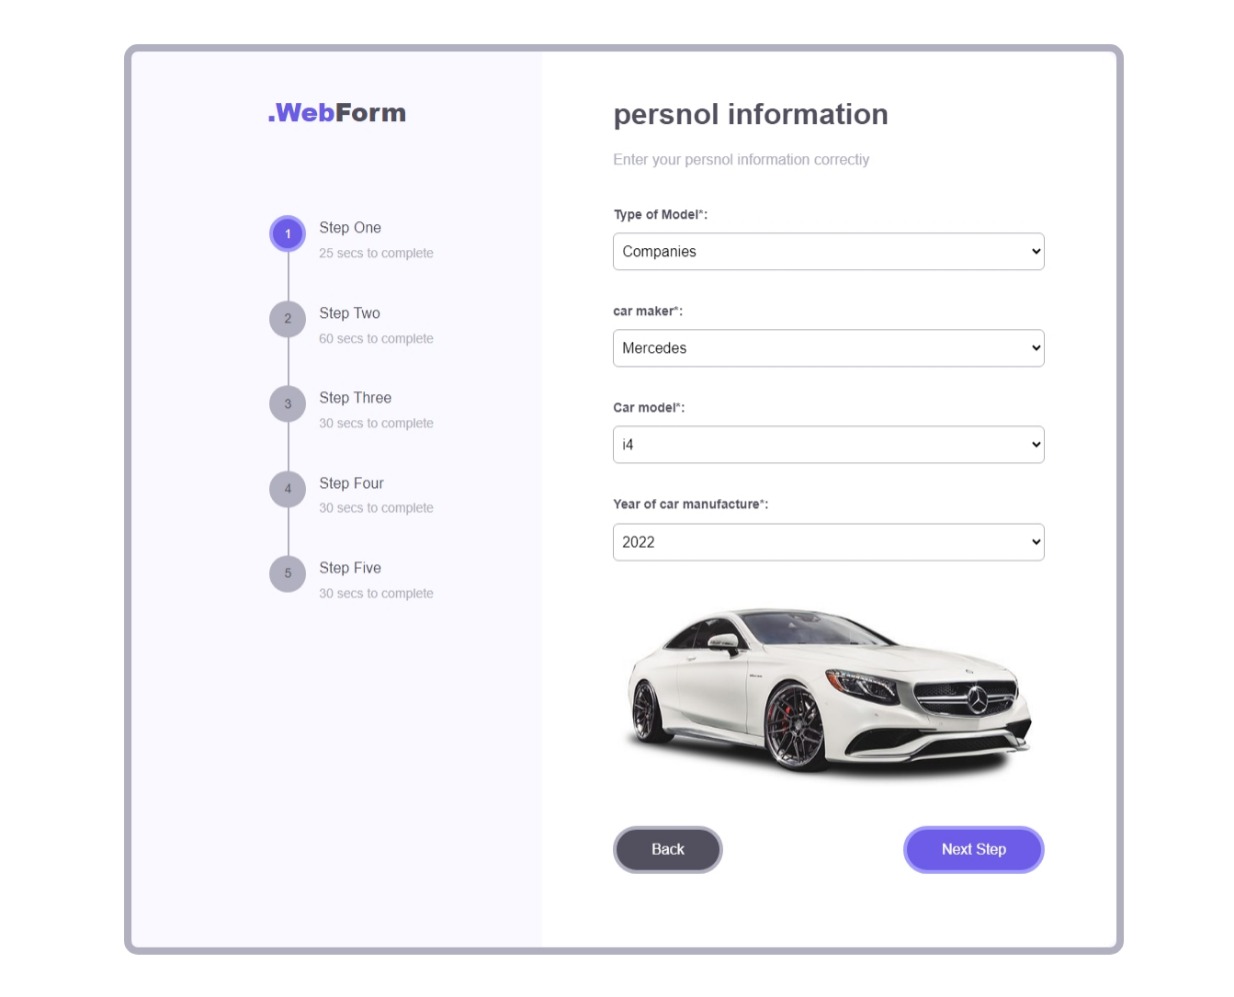 .WebForm
1
Step One
25 secs to complete
2
Step Two
60 secs to complete
3
Step Three
30 secs to complete
4
Step Four
30 secs to complete
5
Step Five
30 secs to complete
persnol information
Enter your persnol information correctiy
Type of Model*:
Companies
car maker*:
Mercedes
Car model*:
i4
Year of car manufacture*:
2022
Back
Next Step